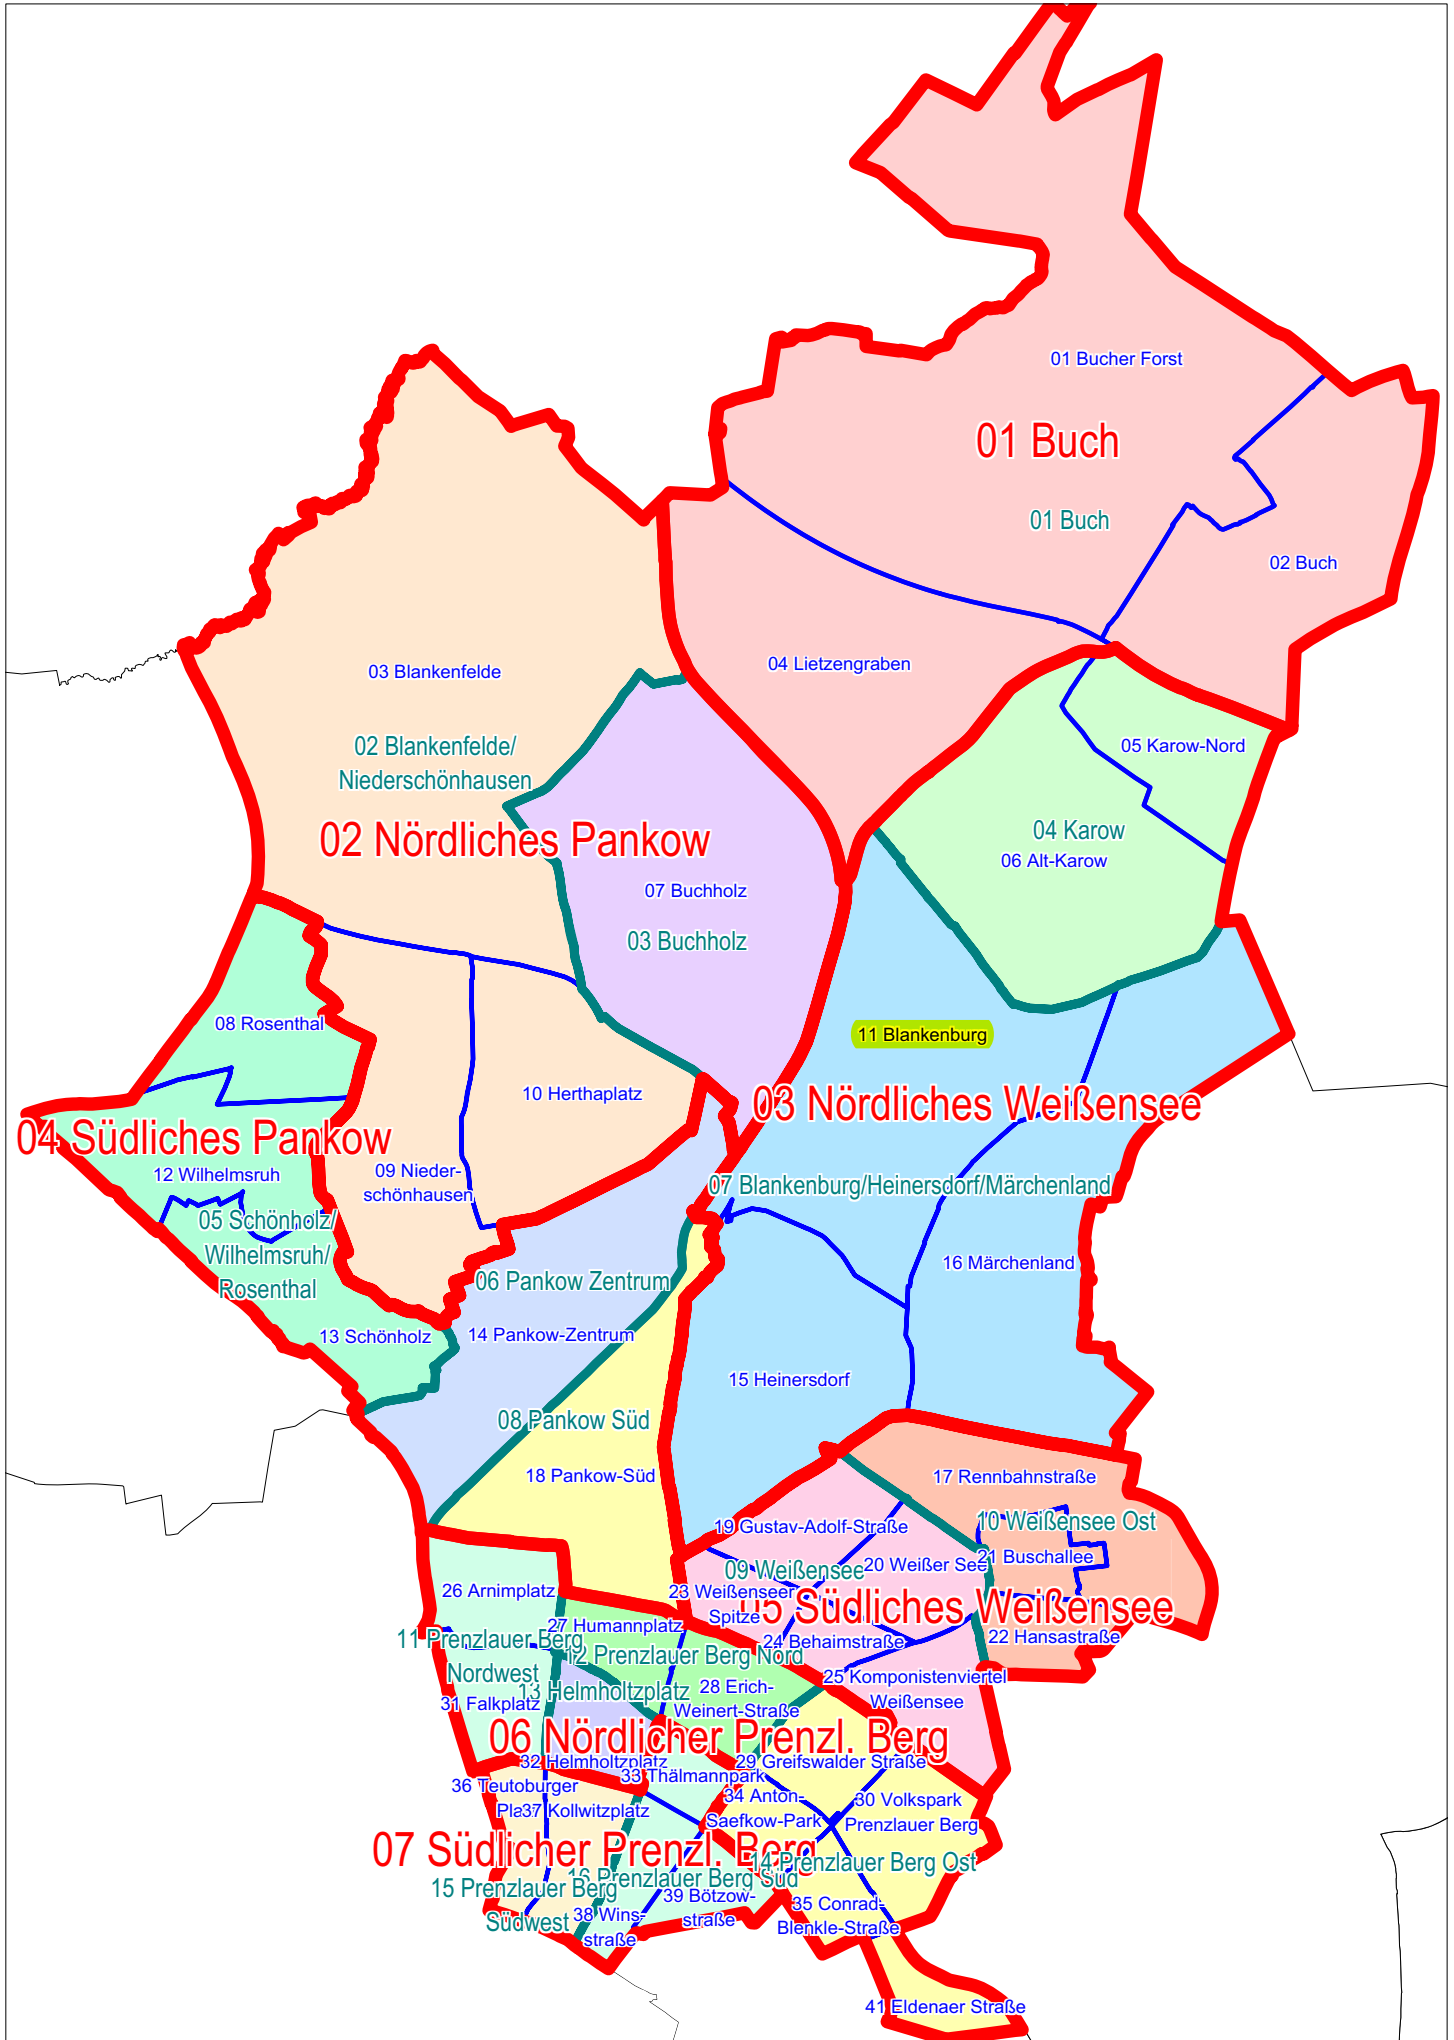 01 Bucher Forst
01 Buch
01 Buch
02 Buch
04 Lietzengraben
03 Blankenfelde
05 Karow-Nord
02 Blankenfelde/
Niederschönhausen
02 Nördliches Pankow
04 Karow
06 Alt-Karow
07 Buchholz
03 Buchholz
08 Rosenthal
11 Blankenburg
10 Herthaplatz
03 Nördliches Weißensee
04 Südliches Pankow
12 Wilhelmsruh
09 Nieder-
schönhausen
07 Blankenburg/Heinersdorf/Märchenland
05 Schönholz/
Wilhelmsruh/
Rosenthal
16 Märchenland
06 Pankow Zentrum
13 Schönholz
14 Pankow-Zentrum
15 Heinersdorf
08 Pankow Süd
18 Pankow-Süd
17 Rennbahnstraße
19 Gustav-Adolf-Straße
10 Weißensee Ost
20 Weißer See
21 Buschallee
09 Weißensee
26 Arnimplatz
23 Weißenseer
Spitze
05 Südliches Weißensee
27 Humannplatz
24 Behaimstraße
22 Hansastraße
11 Prenzlauer Berg
Nordwest
12 Prenzlauer Berg Nord
25 Komponistenviertel
Weißensee
13 Helmholtzplatz
28 Erich-
Weinert-Straße
31 Falkplatz
06 Nördlicher Prenzl. Berg
32 Helmholtzplatz
29 Greifswalder Straße
33 Thälmannpark
36 Teutoburger
Platz
37 Kollwitzplatz
34 Anton-
Saefkow-Park
30 Volkspark
Prenzlauer Berg
07 Südlicher Prenzl. Berg
14 Prenzlauer Berg Ost
16 Prenzlauer Berg Süd
15 Prenzlauer Berg
Südwest
39 Bötzow-
straße
38 Wins-
straße
35 Conrad-
Blenkle-Straße
41 Eldenaer Straße